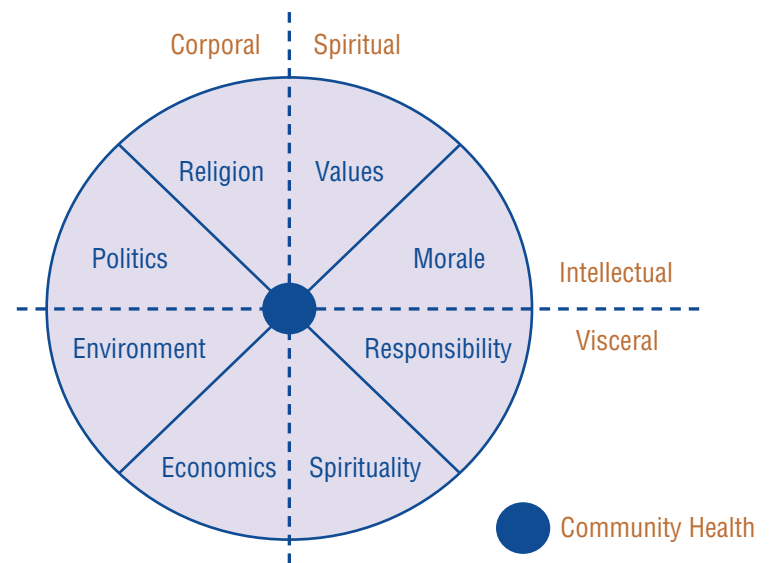 Corporal
Spiritual
Religion
Values
Politics
Morale
Intellectual
Visceral
Environment
Responsibility
Economics
Spirituality
Community Health